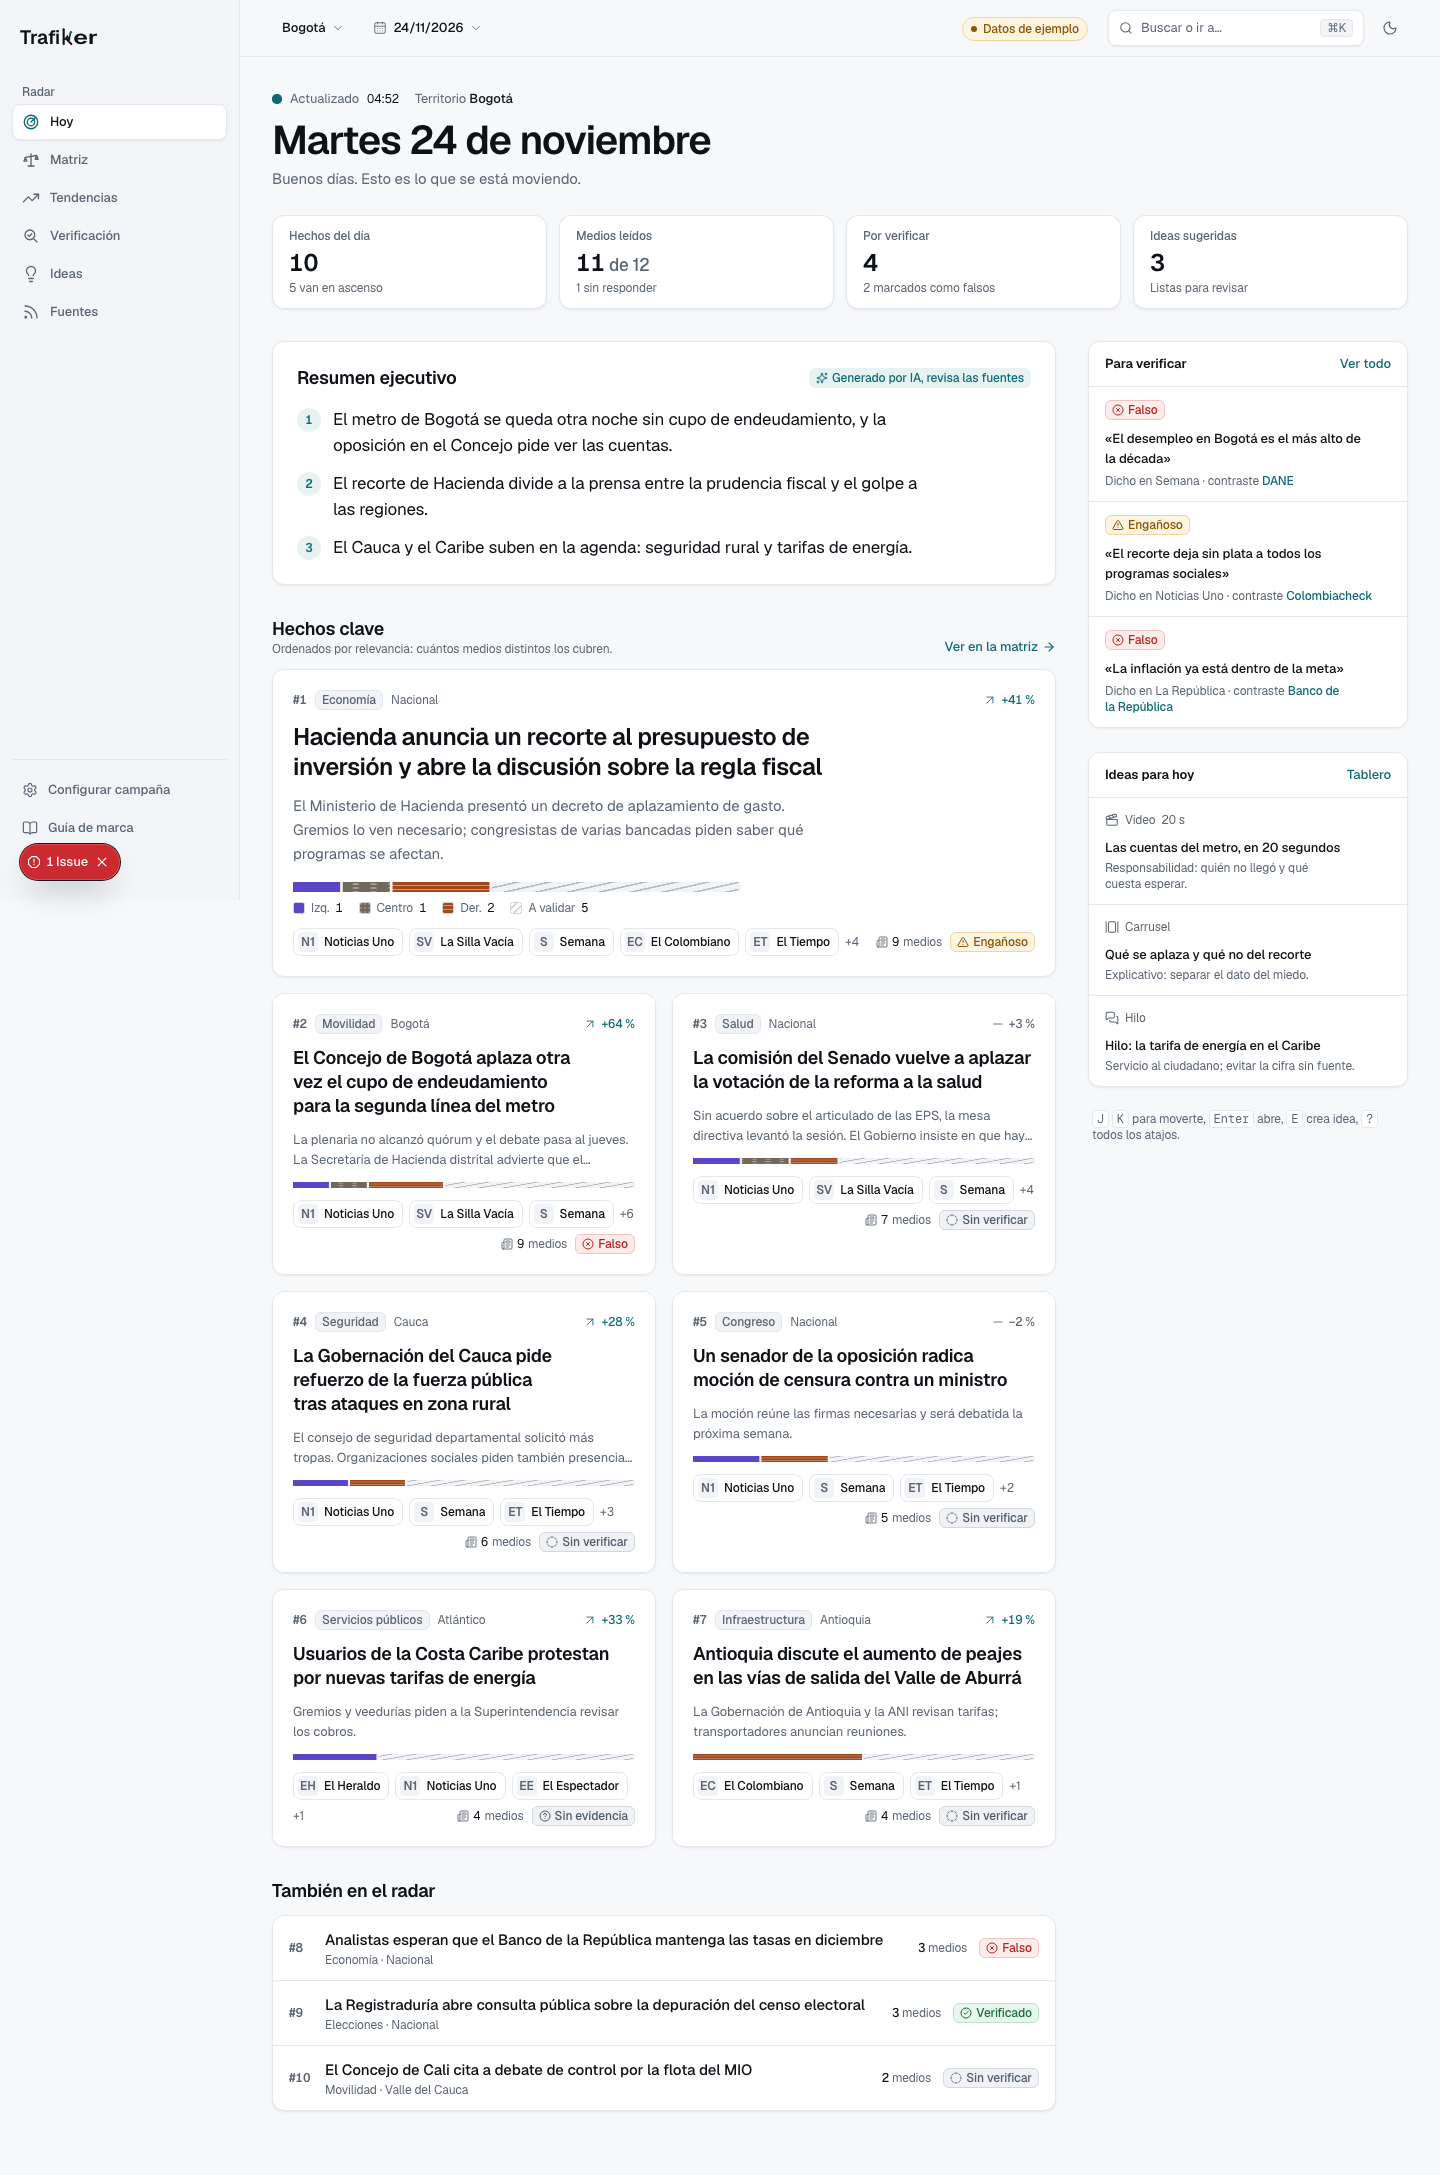 Trafiker
Radar
Hoy
Matriz
Tendencias
Verificación
Ideas
Fuentes
Configurar campaña
Guía de marca
1 Issue
Bogotá
24/11/2026
Datos de ejemplo
Buscar o ir a...
⌘K
Actualizado 04:52 Territorio Bogotá
Martes 24 de noviembre
Buenos días. Esto es lo que se está moviendo.
Hechos del día
10
5 van en ascenso
Medios leídos
11 de 12
1 sin responder
Por verificar
4
2 marcados como falsos
Ideas sugeridas
3
Listas para revisar
Resumen ejecutivo
Generado por IA, revisa las fuentes
1 El metro de Bogotá se queda otra noche sin cupo de endeudamiento, y la
oposición en el Concejo pide ver las cuentas.
2 El recorte de Hacienda divide a la prensa entre la prudencia fiscal y el golpe a
las regiones.
3 El Cauca y el Caribe suben en la agenda: seguridad rural y tarifas de energía.
Hechos clave
Ordenados por relevancia: cuántos medios distintos los cubren.
Ver en la matriz →
#1 Economía Nacional +41 %
Hacienda anuncia un recorte al presupuesto de
inversión y abre la discusión sobre la regla fiscal
El Ministerio de Hacienda presentó un decreto de aplazamiento de gasto.
Gremios lo ven necesario; congresistas de varias bancadas piden saber qué
programas se afectan.
Izq. 1 Centro 1 Der. 2 A validar 5
N1 Noticias Uno SV La Silla Vacía S Semana EC El Colombiano ET El Tiempo +4 9 medios Engañoso
#2 Movilidad Bogotá +64 %
El Concejo de Bogotá aplaza otra
vez el cupo de endeudamiento
para la segunda línea del metro
La plenaria no alcanzó quórum y el debate pasa al jueves.
La Secretaría de Hacienda distrital advierte que el...
N1 Noticias Uno SV La Silla Vacía S Semana +6
9 medios Falso
#3 Salud Nacional +3 %
La comisión del Senado vuelve a aplazar
la votación de la reforma a la salud
Sin acuerdo sobre el articulado de las EPS, la mesa
directiva levantó la sesión. El Gobierno insiste en que hay...
N1 Noticias Uno SV La Silla Vacía S Semana +4
7 medios Sin verificar
#4 Seguridad Cauca +28 %
La Gobernación del Cauca pide
refuerzo de la fuerza pública
tras ataques en zona rural
El consejo de seguridad departamental solicitó más
tropas. Organizaciones sociales piden también presencia...
N1 Noticias Uno S Semana ET El Tiempo +3
6 medios Sin verificar
#5 Congreso Nacional −2 %
Un senador de la oposición radica
moción de censura contra un ministro
La moción reúne las firmas necesarias y será debatida la
próxima semana.
N1 Noticias Uno S Semana ET El Tiempo +2
5 medios Sin verificar
#6 Servicios públicos Atlántico +33 %
Usuarios de la Costa Caribe protestan
por nuevas tarifas de energía
Gremios y veedurías piden a la Superintendencia revisar
los cobros.
EH El Heraldo N1 Noticias Uno EE El Espectador
+1 4 medios Sin evidencia
#7 Infraestructura Antioquia +19 %
Antioquia discute el aumento de peajes
en las vías de salida del Valle de Aburrá
La Gobernación de Antioquia y la ANI revisan tarifas;
transportadores anuncian reuniones.
EC El Colombiano S Semana ET El Tiempo +1
4 medios Sin verificar
También en el radar
#8 Analistas esperan que el Banco de la República mantenga las tasas en diciembre
Economía · Nacional
3 medios Falso
#9 La Registraduría abre consulta pública sobre la depuración del censo electoral
Elecciones · Nacional
3 medios Verificado
#10 El Concejo de Cali cita a debate de control por la flota del MIO
Movilidad · Valle del Cauca
2 medios Sin verificar
Para verificar
Ver todo
Falso
«El desempleo en Bogotá es el más alto de
la década»
Dicho en Semana · contraste DANE
Engañoso
«El recorte deja sin plata a todos los
programas sociales»
Dicho en Noticias Uno · contraste Colombiacheck
Falso
«La inflación ya está dentro de la meta»
Dicho en La República · contraste Banco de
la República
Ideas para hoy
Tablero
Video 20 s
Las cuentas del metro, en 20 segundos
Responsabilidad: quién no llegó y qué
cuesta esperar.
Carrusel
Qué se aplaza y qué no del recorte
Explicativo: separar el dato del miedo.
Hilo
Hilo: la tarifa de energía en el Caribe
Servicio al ciudadano; evitar la cifra sin fuente.
J K para moverte, Enter abre, E crea idea, ?
todos los atajos.